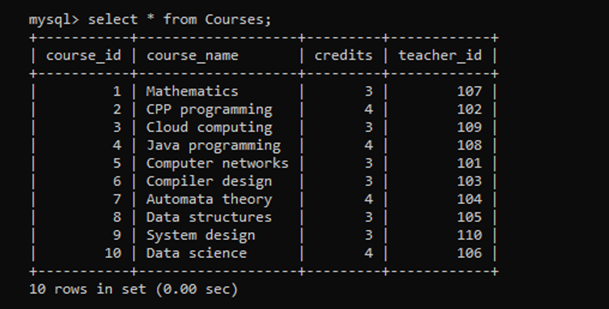 mysql> select * from Courses;
+-----------+-------------------+---------+------------+
| course_id | course_name       | credits | teacher_id |
+-----------+-------------------+---------+------------+
|         1 | Mathematics       |       3 |        107 |
|         2 | CPP programming   |       4 |        102 |
|         3 | Cloud computing   |       3 |        109 |
|         4 | Java programming  |       4 |        108 |
|         5 | Computer networks |       3 |        101 |
|         6 | Compiler design   |       3 |        103 |
|         7 | Automata theory   |       4 |        104 |
|         8 | Data structures   |       3 |        105 |
|         9 | System design     |       3 |        110 |
|        10 | Data science      |       4 |        106 |
+-----------+-------------------+---------+------------+
10 rows in set (0.00 sec)